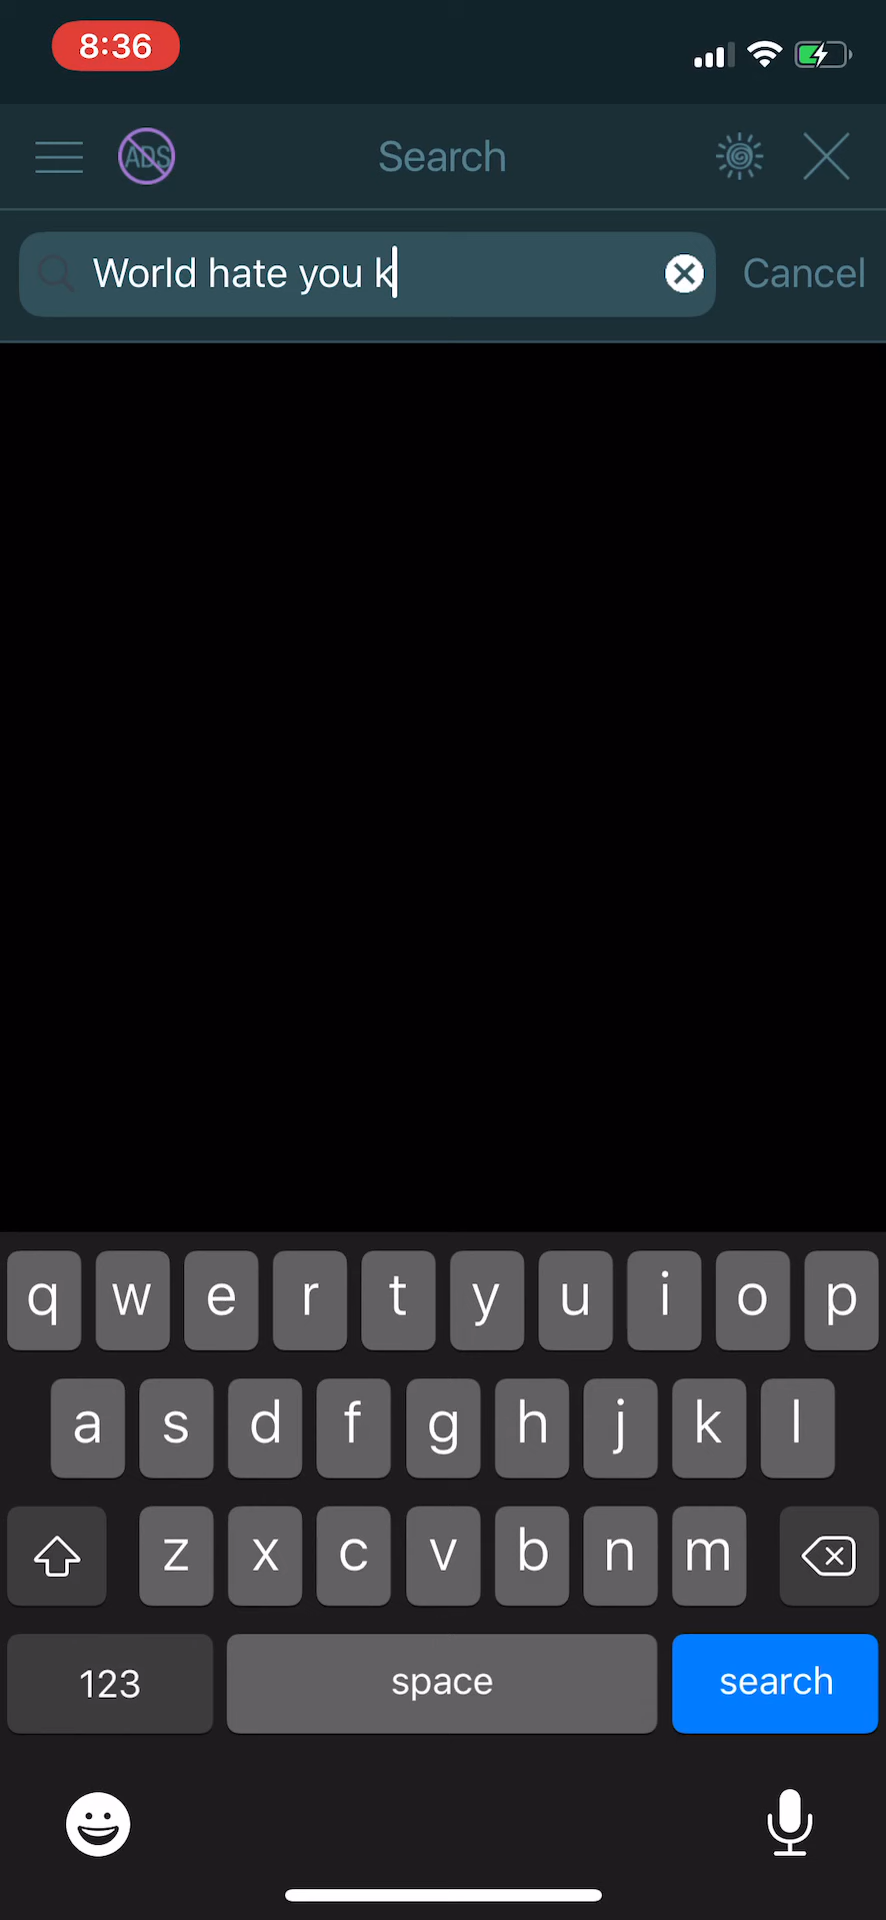 8:36
ADS
Search
World hate you k
Cancel
q w e r t y u i o p
a s d f g h j k l
z x c v b n m
123 space search